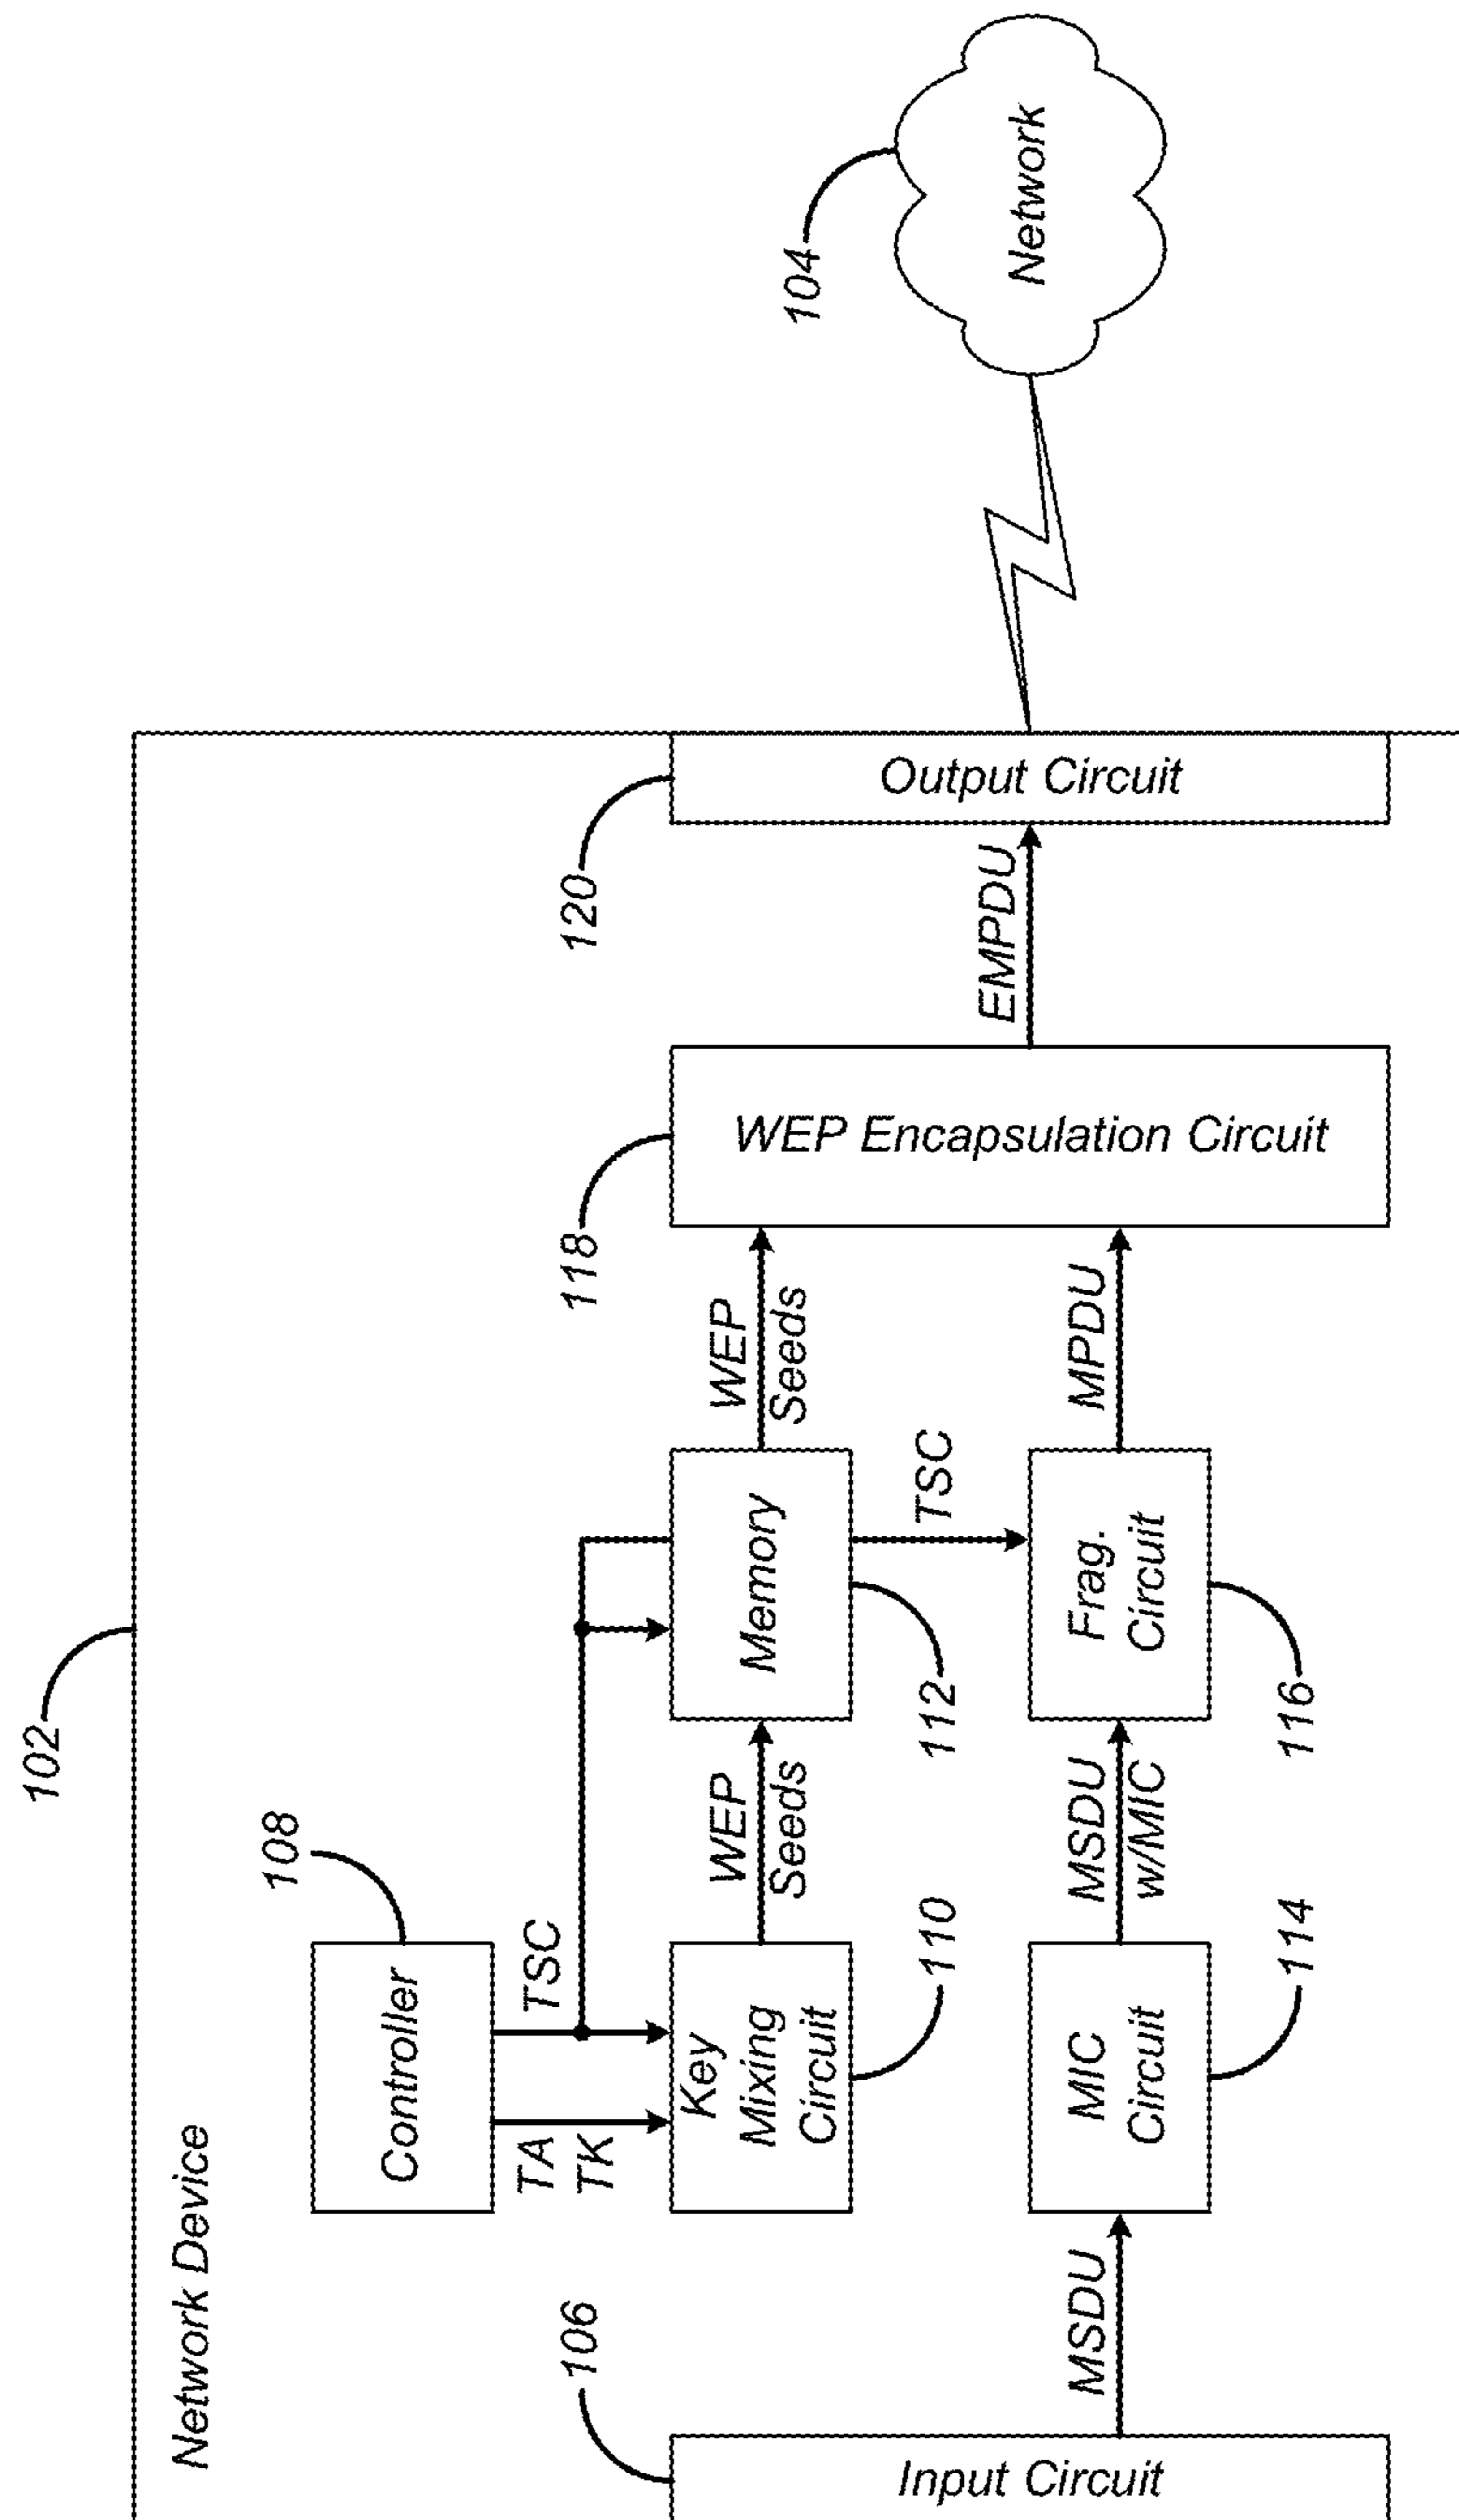 Network Device
102
108
Controller
TA
TK
TSC
106
Input Circuit
MSDU
Key
Mixing
Circuit
110
WEP
Seeds
Memory
112
TSC
WEP
Seeds
MIC
Circuit
114
MSDU
w/MIC
Frag.
Circuit
116
MPDU
118
WEP Encapsulation Circuit
EMPDU
120
Output Circuit
104
Network